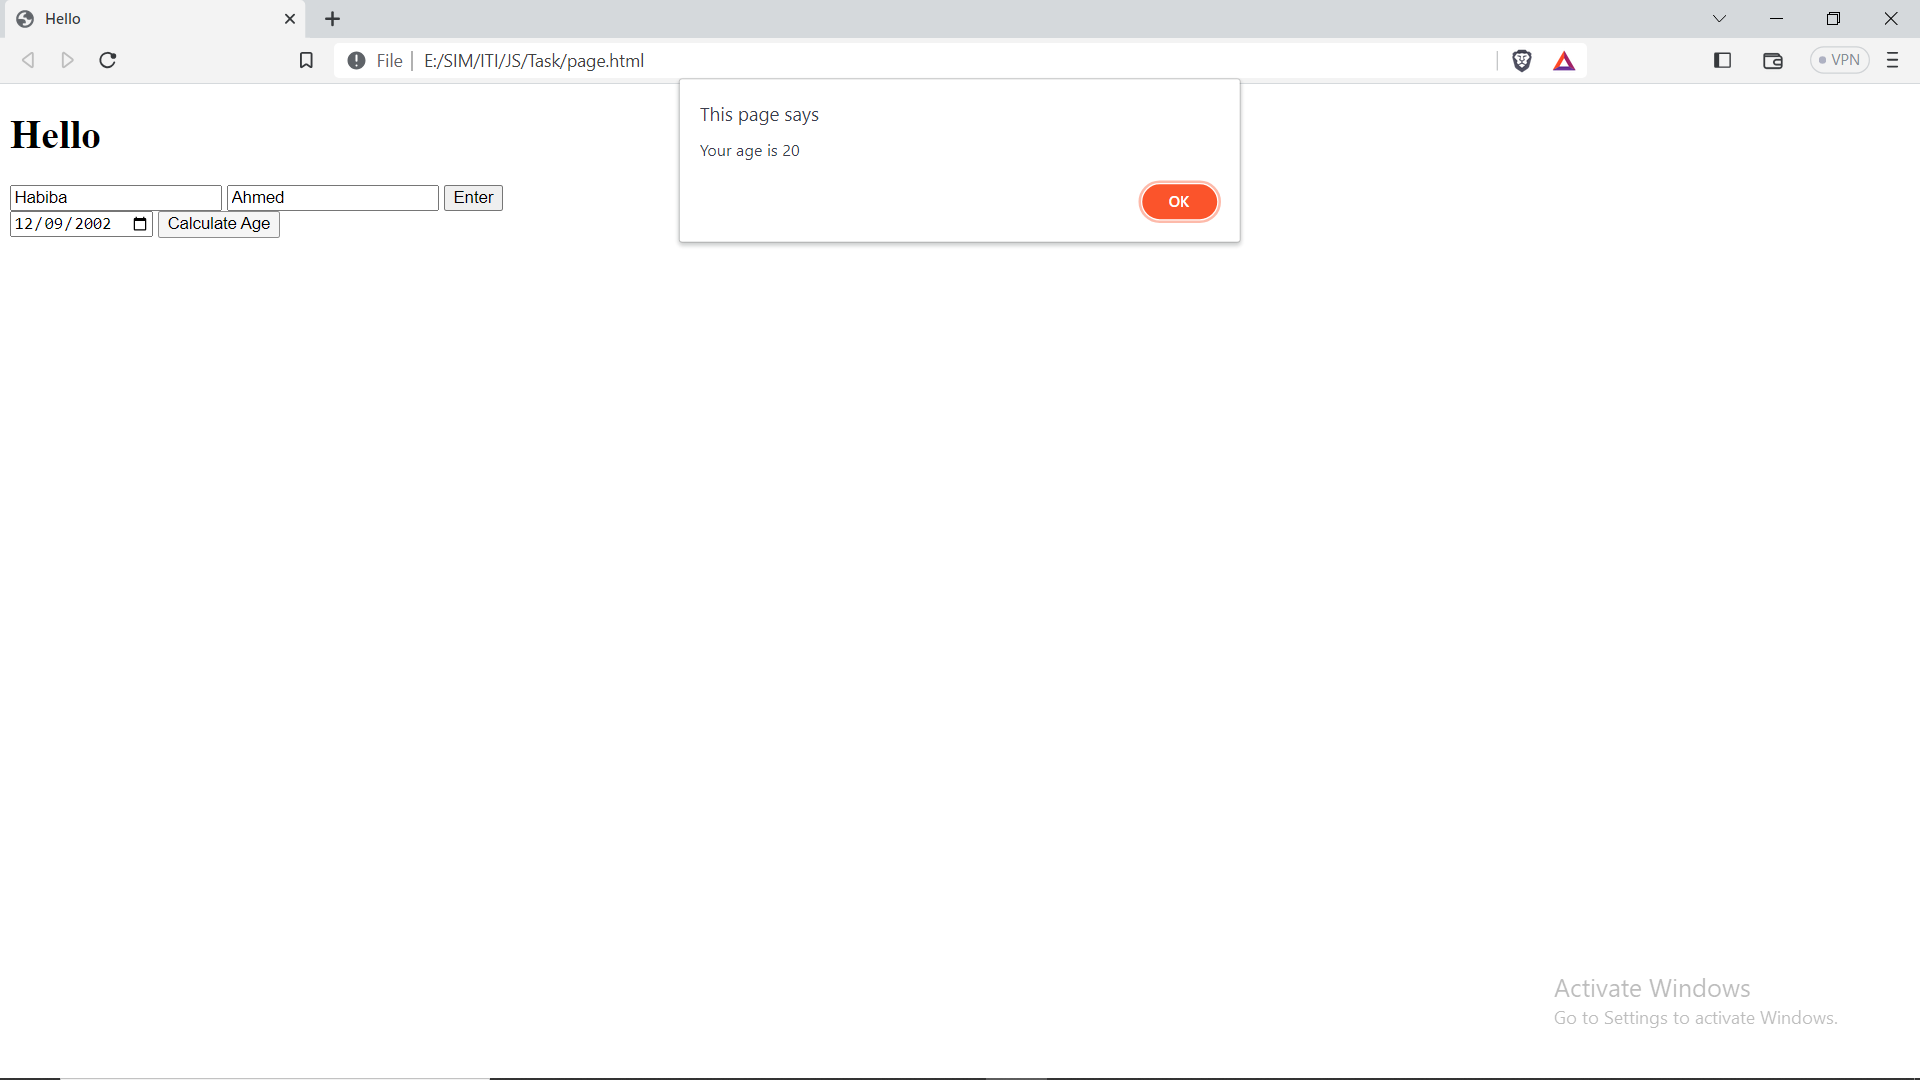 Hello
File E:/SIM/ITI/JS/Task/page.html
VPN
This page says
Your age is 20
OK
Hello
Habiba Ahmed Enter
12/09/2002 Calculate Age
Activate Windows
Go to Settings to activate Windows.